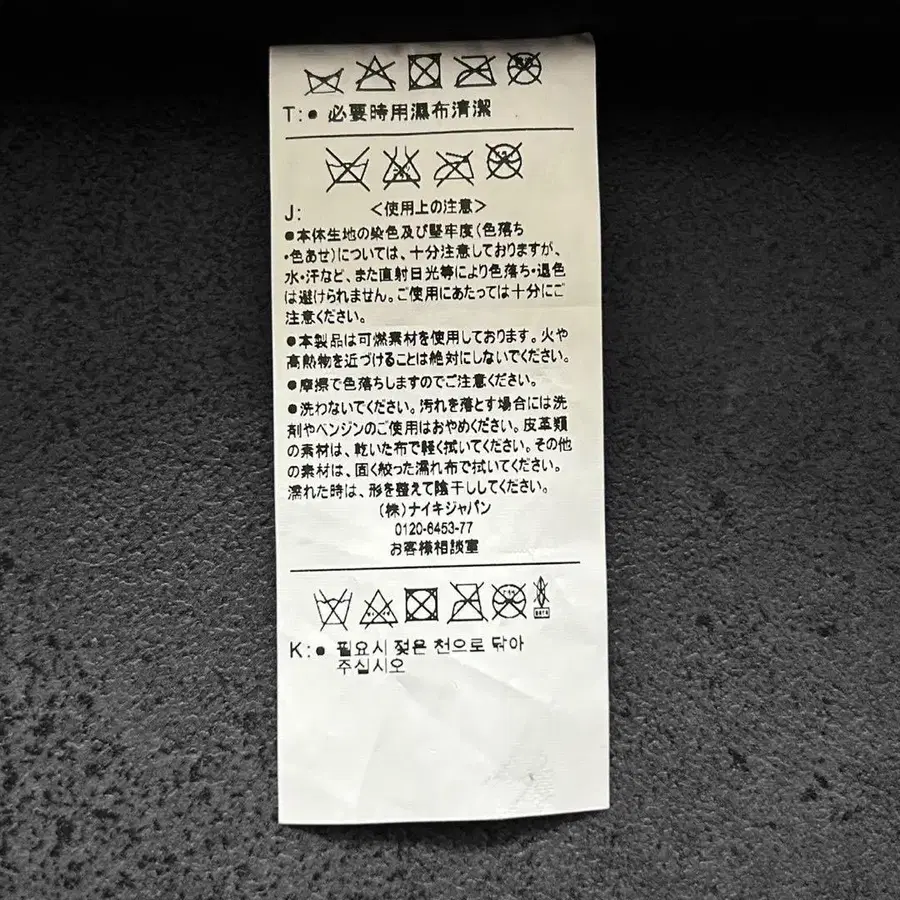 T:● 必要時用濕布清潔
J: <使用上の注意>
●本体生地の染色及び堅牢度(色落ち
・色あせ)については、十分注意しておりますが、
水・汗など、また直射日光等により色落ち・退色
は避けられません。ご使用にあたっては十分にご
注意ください。
●本製品は可燃素材を使用しております。火や
高熱物を近づけることは絶対にしないでください。
●摩擦で色落ちしますのでご注意ください。
●洗わないでください。汚れを落とす場合には洗
剤やベンジンのご使用はおやめください。皮革類
の素材は、乾いた布で軽く拭いてください。その他
の素材は、固く絞った濡れ布で拭いてください。
濡れた時は、形を整えて陰干ししてください。
(株)ナイキジャパン
0120-6453-77
お客様相談室
K:● 필요시 젖은 천으로 닦아
주십시오